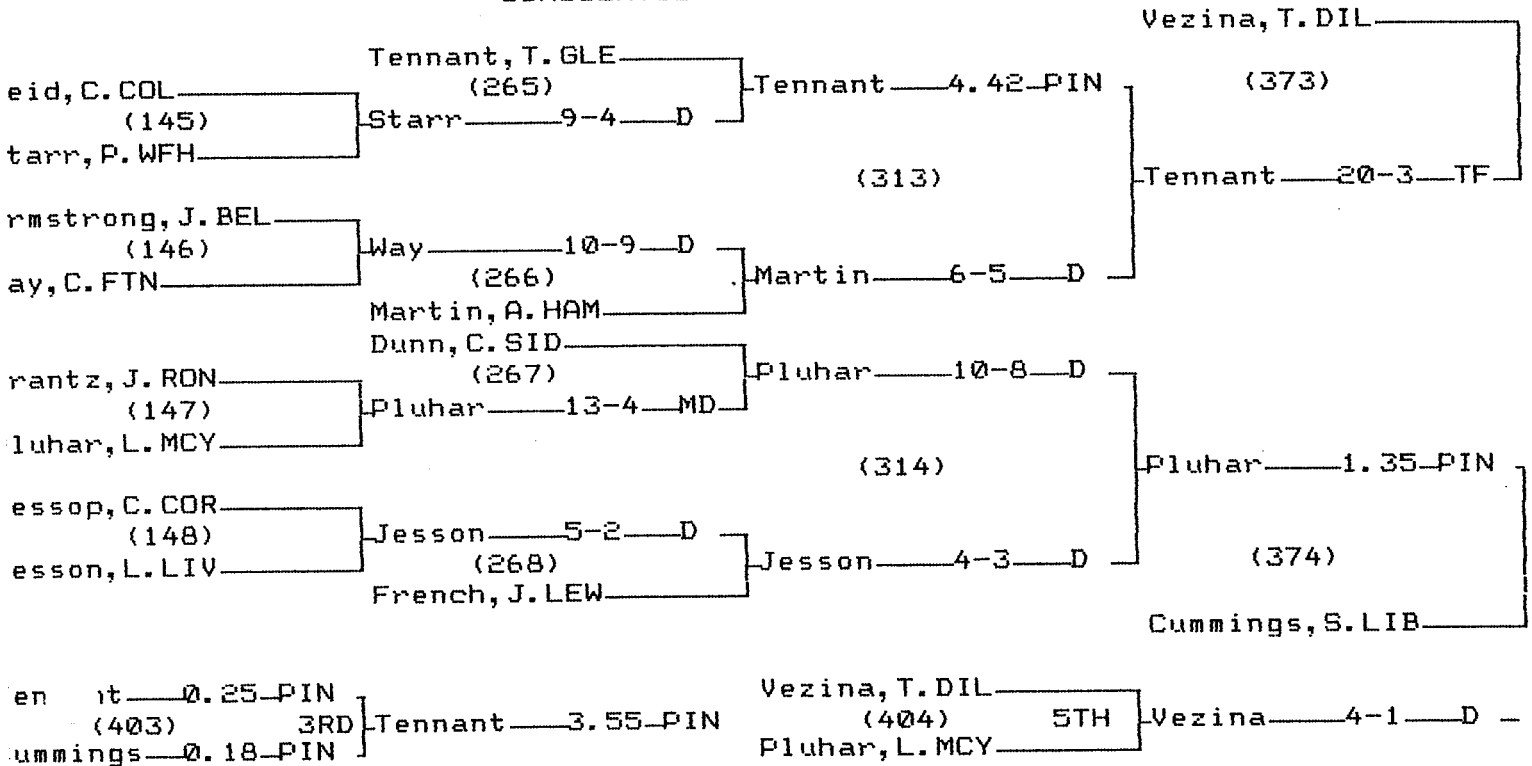 Vezina, T. DIL
Tennant, T. GLE
eid, C. COL (265) Tennant 4.42 PIN (373)
(145) Starr 9-4 D
tarr, P. WFH
(313) Tennant 20-3 TF
rmstrong, J. BEL
(146) Way 10-9 D
ay, C. FTN (266) Martin 6-5 D
Martin, A. HAM
Dunn, C. SID
rantz, J. RON (267) Pluhar 10-8 D
(147) Pluhar 13-4 MD
luhar, L. MCY
(314) Pluhar 1.35 PIN
essop, C. COR
(148) Jesson 5-2 D
esson, L. LIV (268) Jesson 4-3 D (374)
French, J. LEW
Cummings, S. LIB
en nt 0.25 PIN Vezina, T. DIL
(403) 3RD Tennant 3.55 PIN (404) 5TH Vezina 4-1 D
ummings 0.18 PIN Pluhar, L. MCY